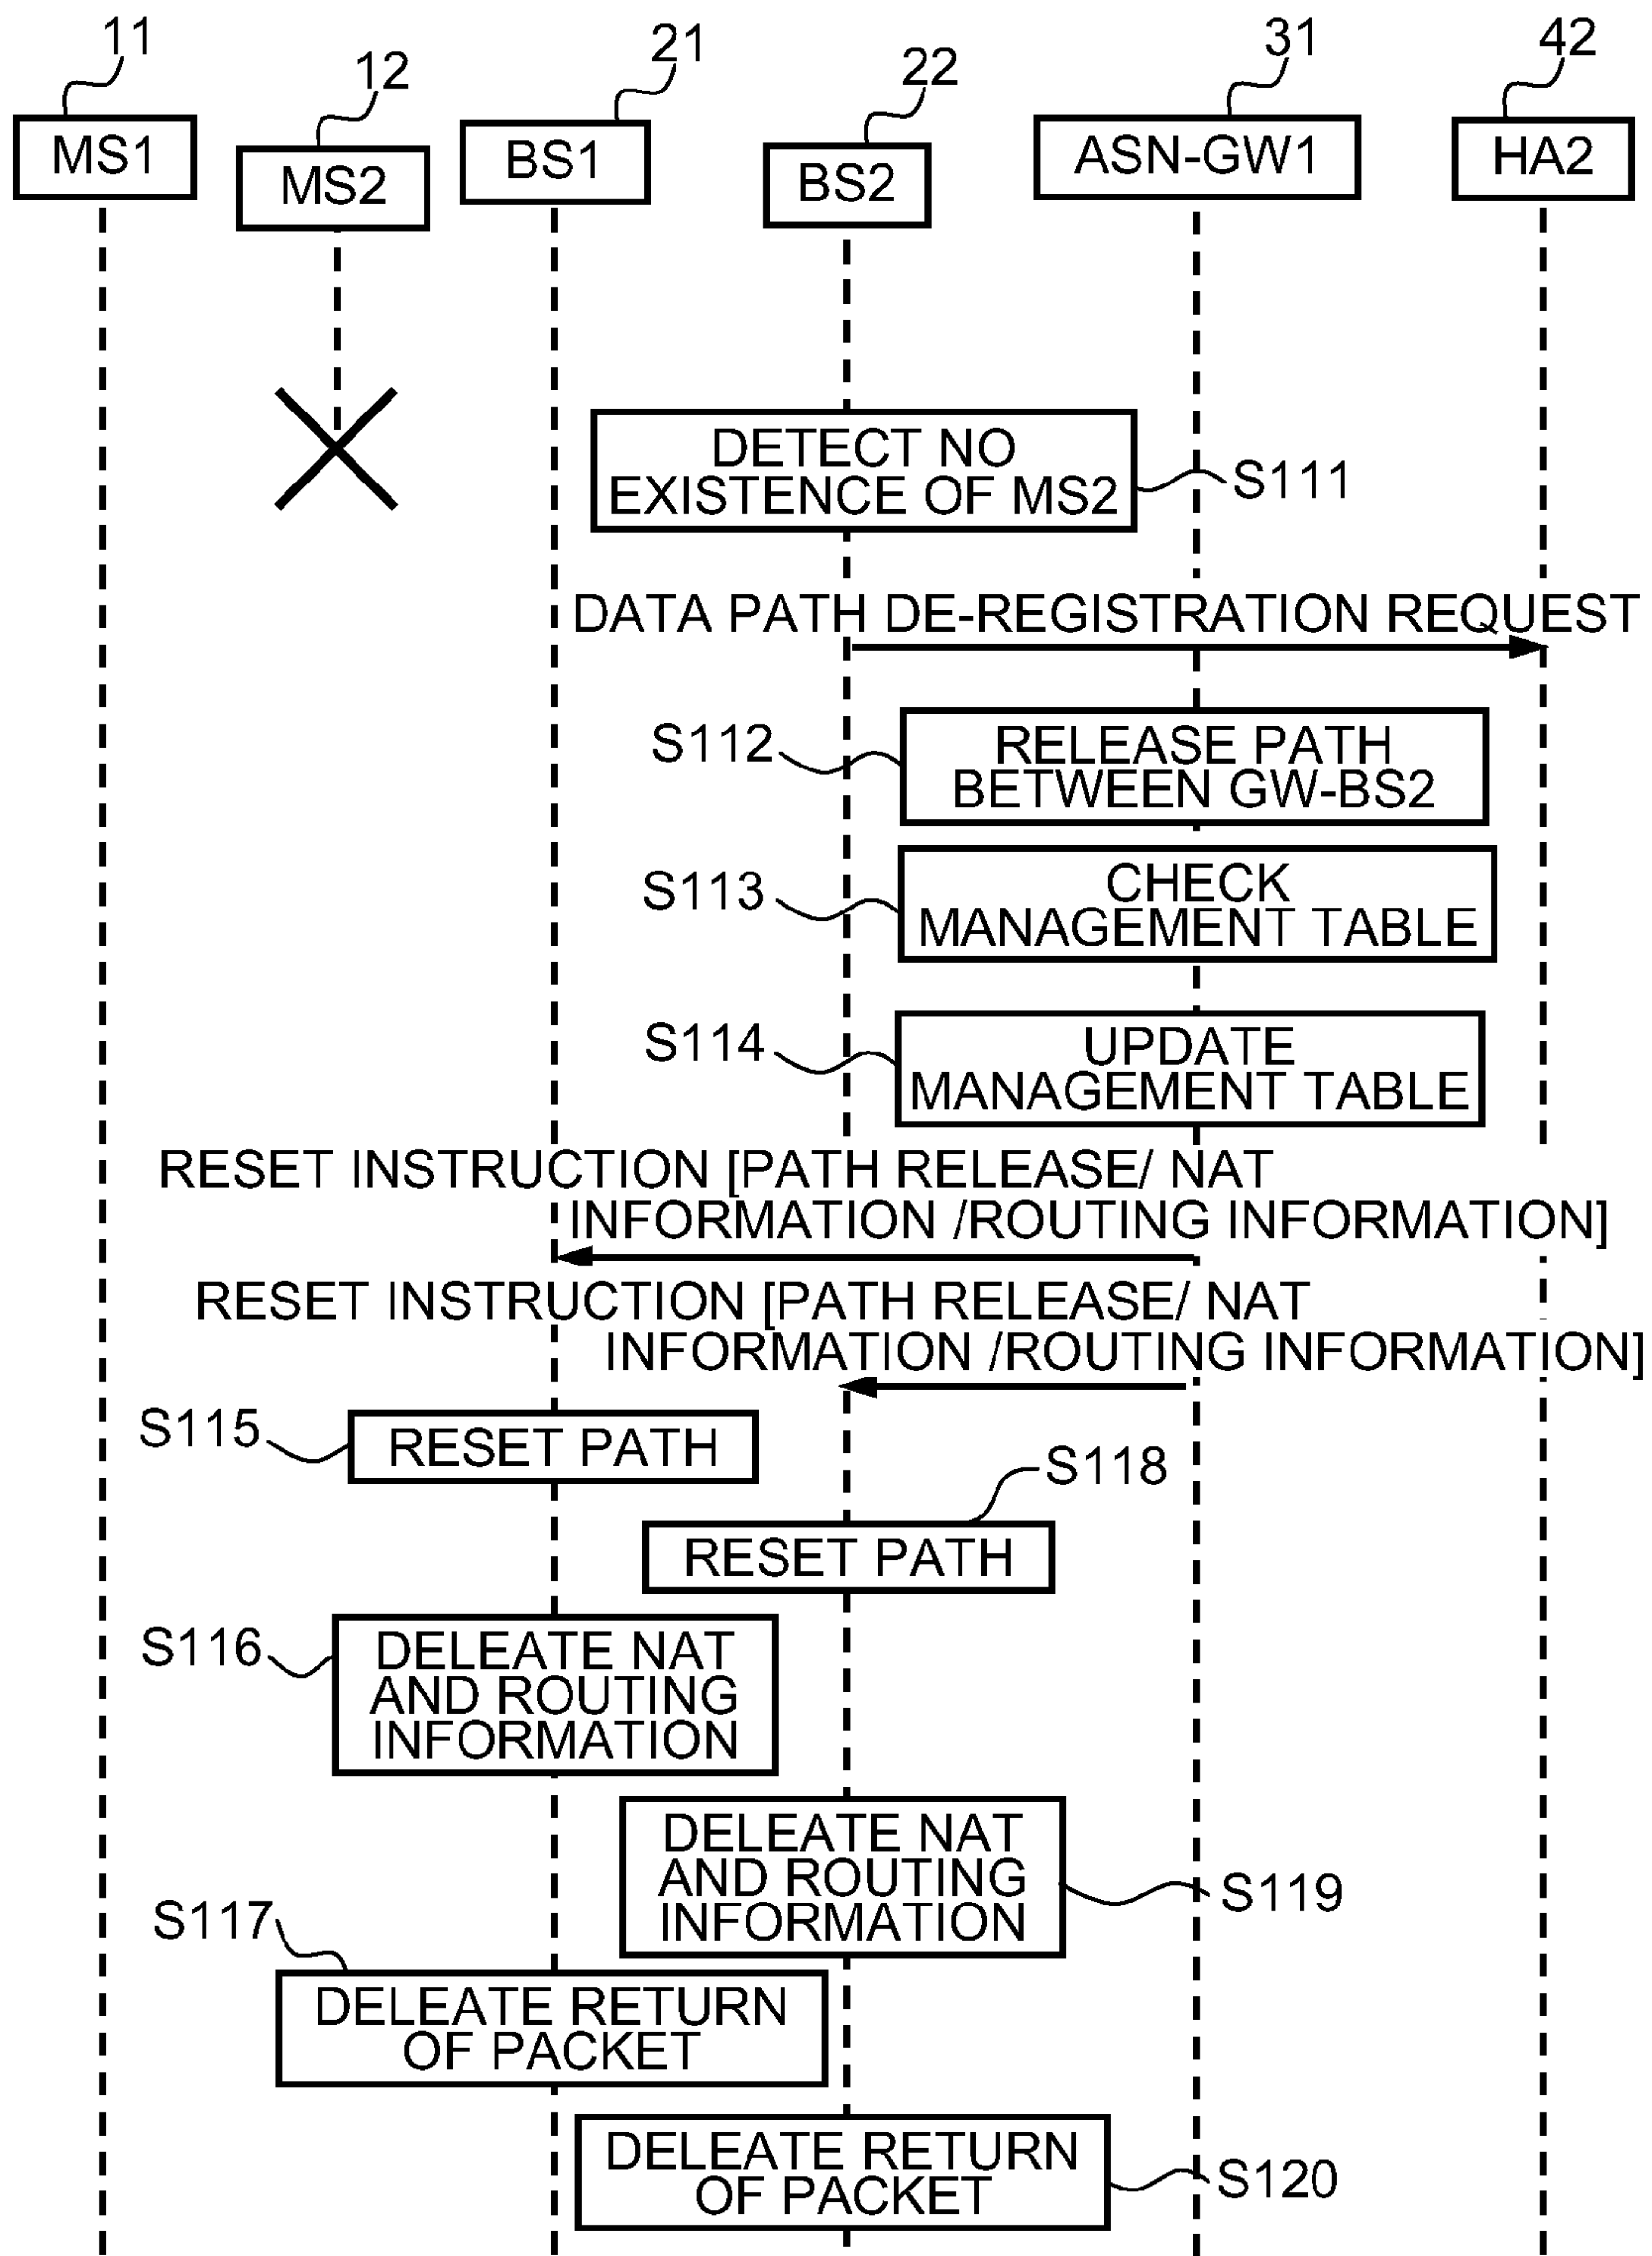 11
12
21
22
31
42
MS1
MS2
BS1
BS2
ASN-GW1
HA2
DETECT NO
EXISTENCE OF MS2
S111
DATA PATH DE-REGISTRATION REQUEST
S112
RELEASE PATH
BETWEEN GW-BS2
S113
CHECK
MANAGEMENT TABLE
S114
UPDATE
MANAGEMENT TABLE
RESET INSTRUCTION [PATH RELEASE/ NAT
INFORMATION /ROUTING INFORMATION]
RESET INSTRUCTION [PATH RELEASE/ NAT
INFORMATION /ROUTING INFORMATION]
S115
RESET PATH
S118
RESET PATH
S116
DELEATE NAT
AND ROUTING
INFORMATION
DELEATE NAT
AND ROUTING
INFORMATION
S119
S117
DELEATE RETURN
OF PACKET
DELEATE RETURN
OF PACKET
S120